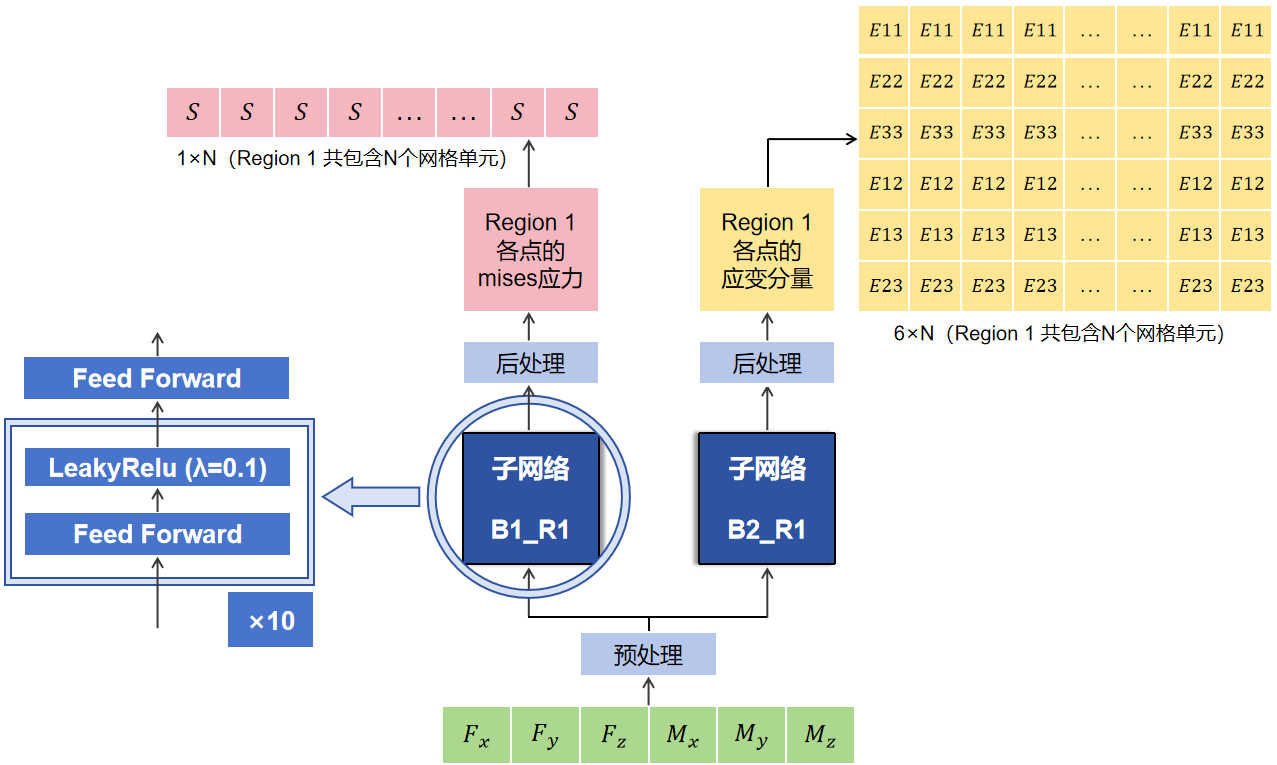 E11 E11 E11 E11 ... ... E11 E11
E22 E22 E22 E22 ... ... E22 E22
E33 E33 E33 E33 ... ... E33 E33
E12 E12 E12 E12 ... ... E12 E12
E13 E13 E13 E13 ... ... E13 E13
E23 E23 E23 E23 ... ... E23 E23
6×N（Region 1 共包含N个网格单元）
S S S S ... ... S S
1×N（Region 1 共包含N个网格单元）
Region 1
各点的
mises应力
Region 1
各点的
应变分量
后处理
后处理
Feed Forward
LeakyRelu (λ=0.1)
Feed Forward
×10
子网络
B1_R1
子网络
B2_R1
预处理
F_x F_y F_z M_x M_y M_z